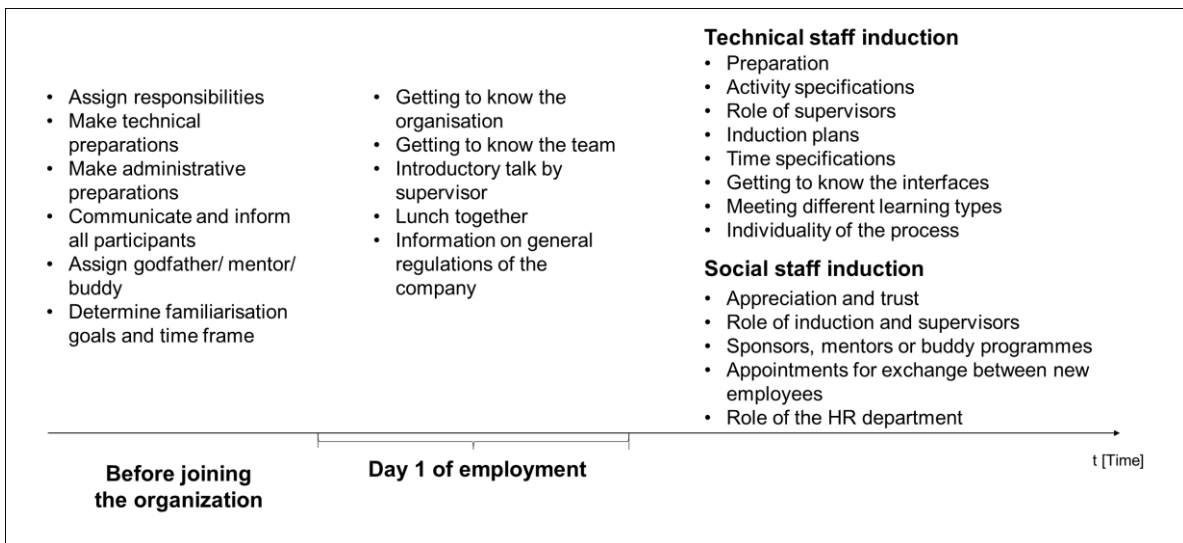 • Assign responsibilities
• Make technical
preparations
• Make administrative
preparations
• Communicate and inform
all participants
• Assign godfather/ mentor/
buddy
• Determine familiarisation
goals and time frame
• Getting to know the
organisation
• Getting to know the team
• Introductory talk by
supervisor
• Lunch together
• Information on general
regulations of the
company
Technical staff induction
• Preparation
• Activity specifications
• Role of supervisors
• Induction plans
• Time specifications
• Getting to know the interfaces
• Meeting different learning types
• Individuality of the process
Social staff induction
• Appreciation and trust
• Role of induction and supervisors
• Sponsors, mentors or buddy programmes
• Appointments for exchange between new
employees
• Role of the HR department
Before joining
the organization
Day 1 of employment
t [Time]